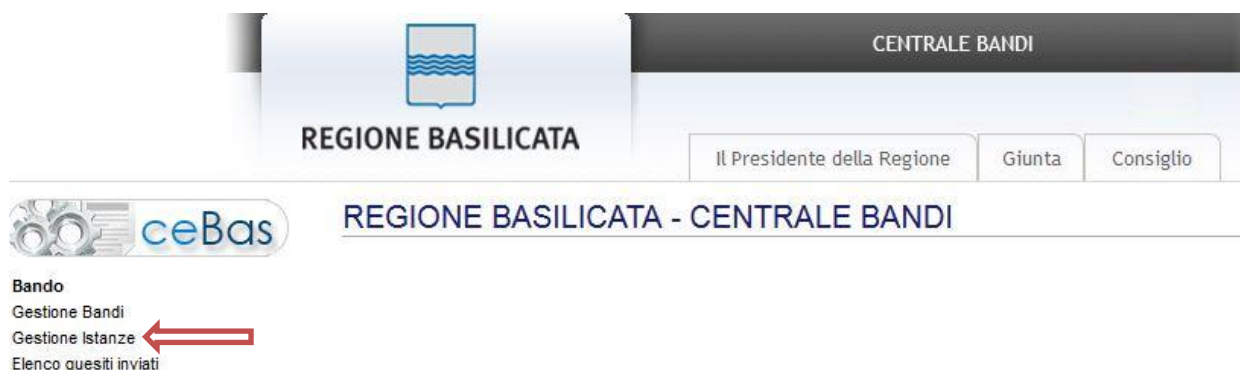 CENTRALE BANDI
REGIONE BASILICATA
Il Presidente della Regione Giunta Consiglio
ceBas
REGIONE BASILICATA - CENTRALE BANDI
Bando
Gestione Bandi
Gestione Istanze
Elenco quesiti inviati